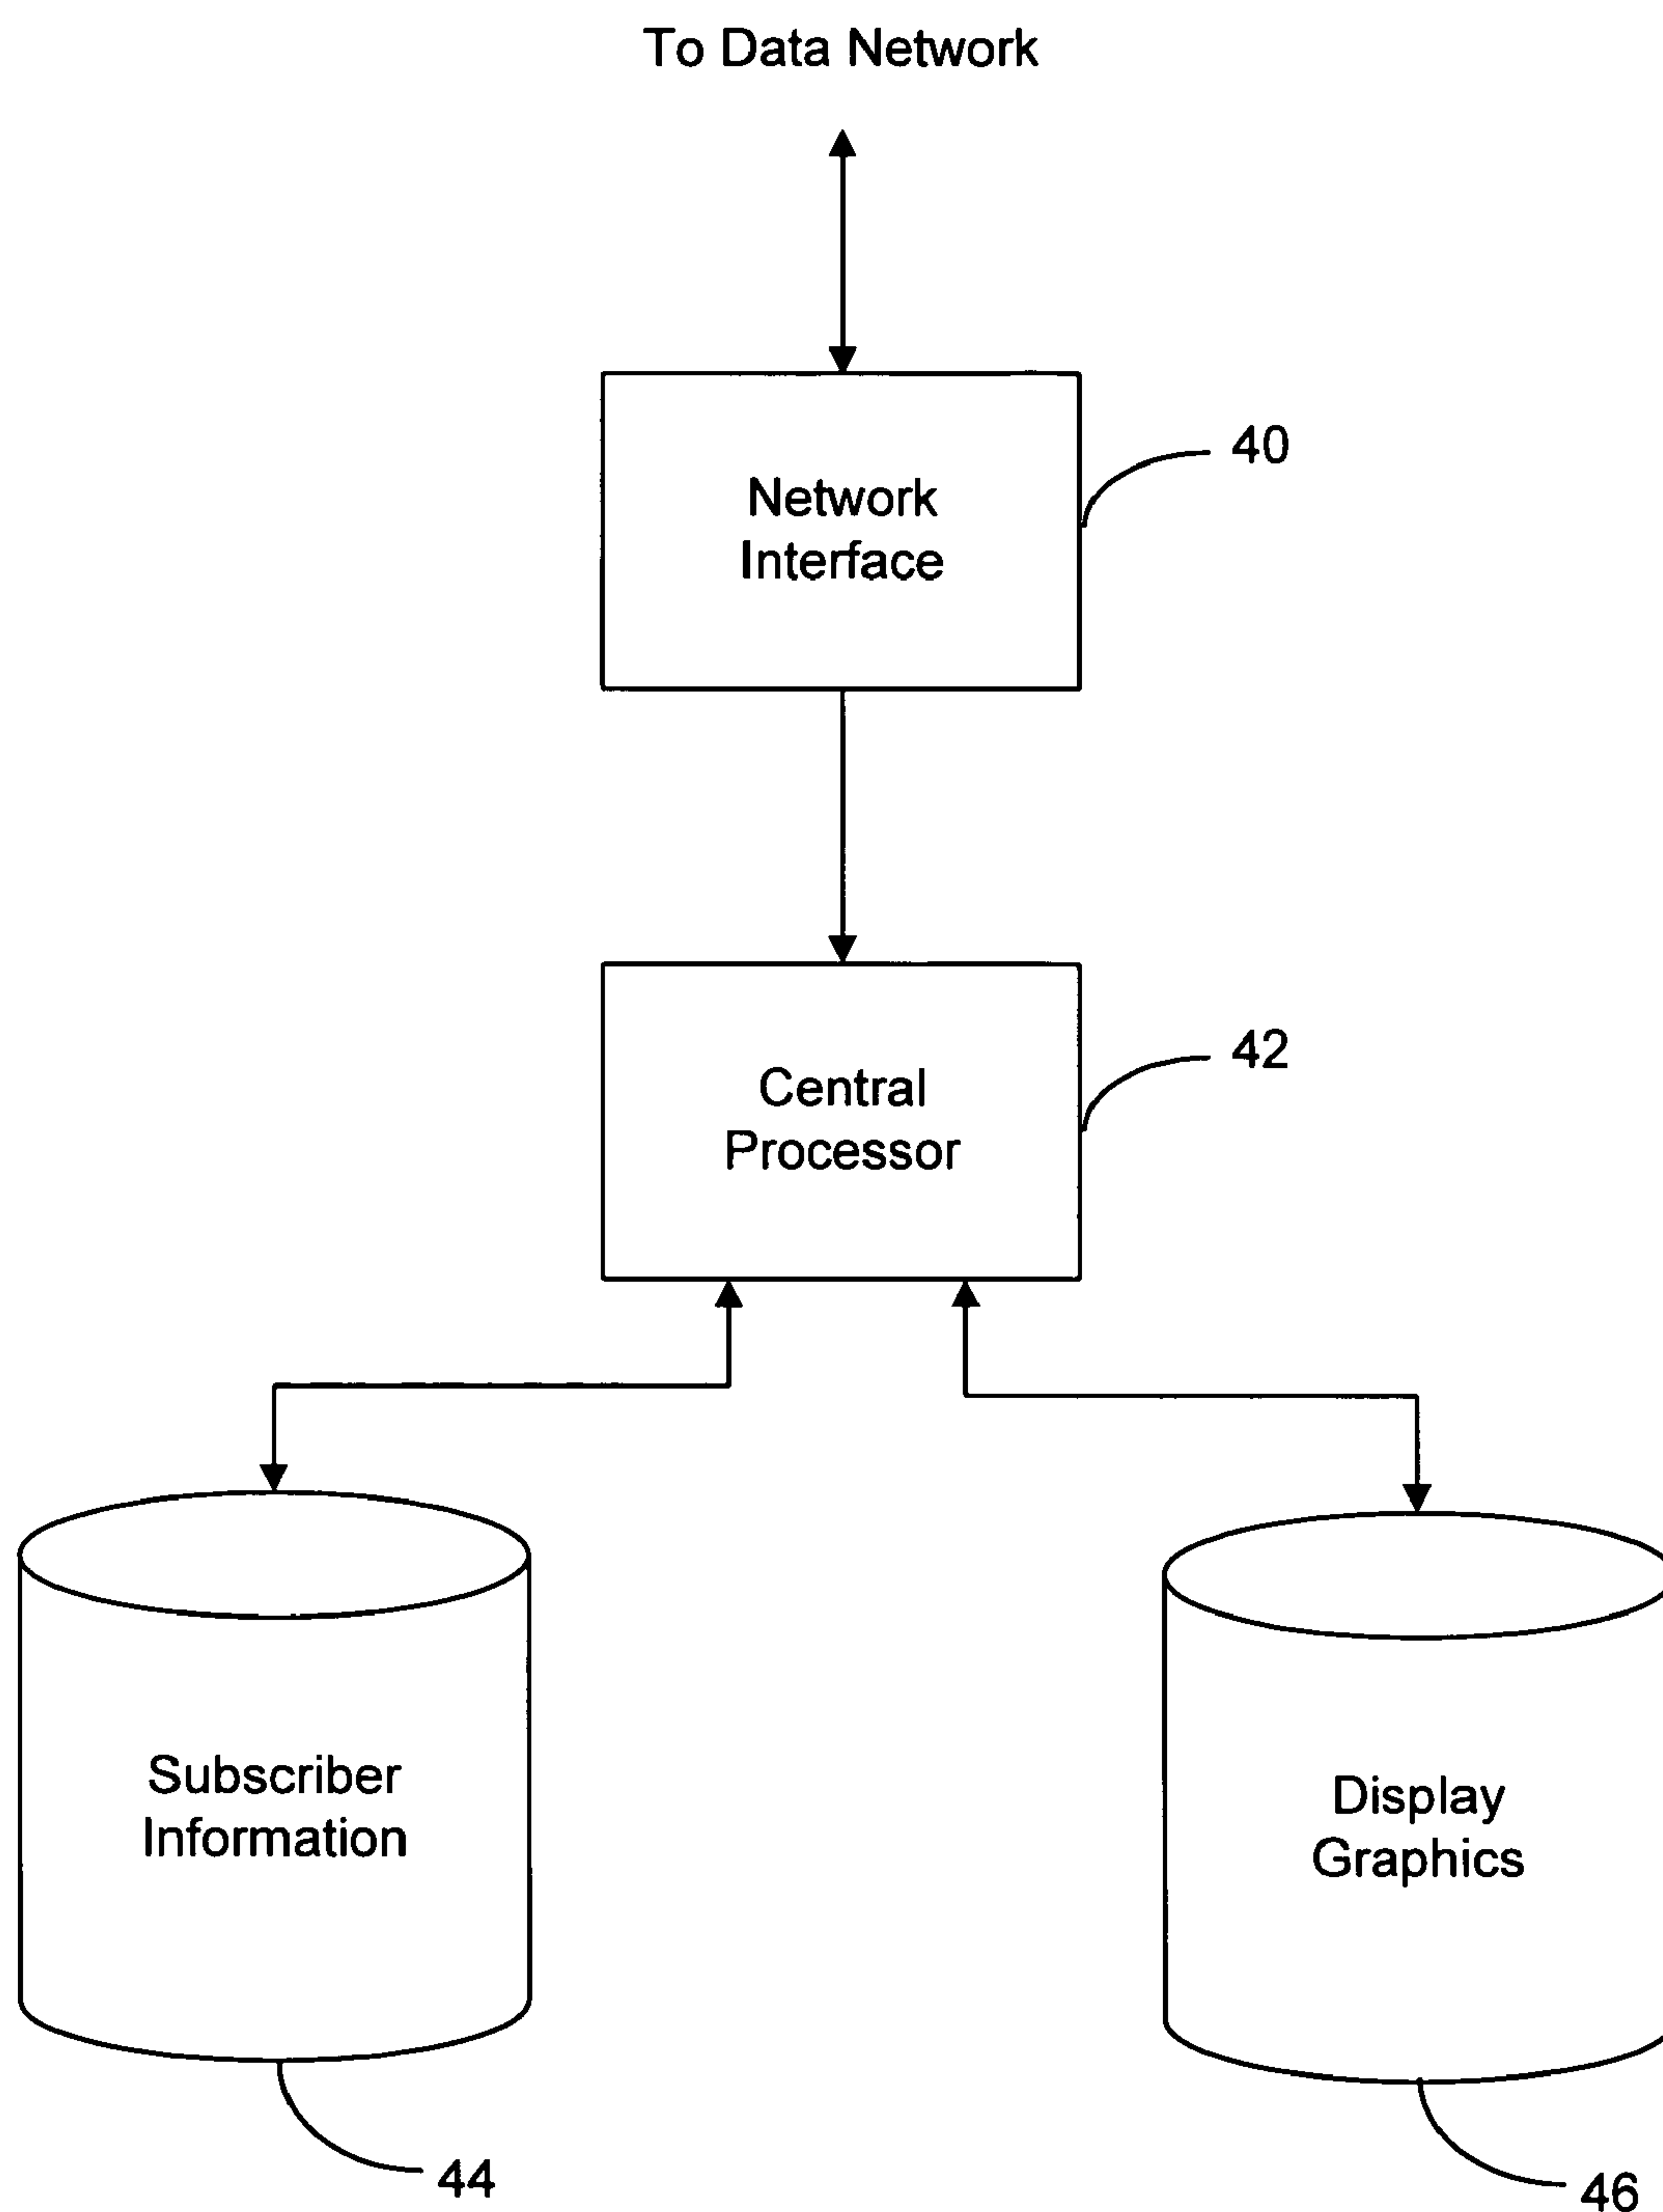 To Data Network
40
Network
Interface
42
Central
Processor
Subscriber
Information
Display
Graphics
44
46